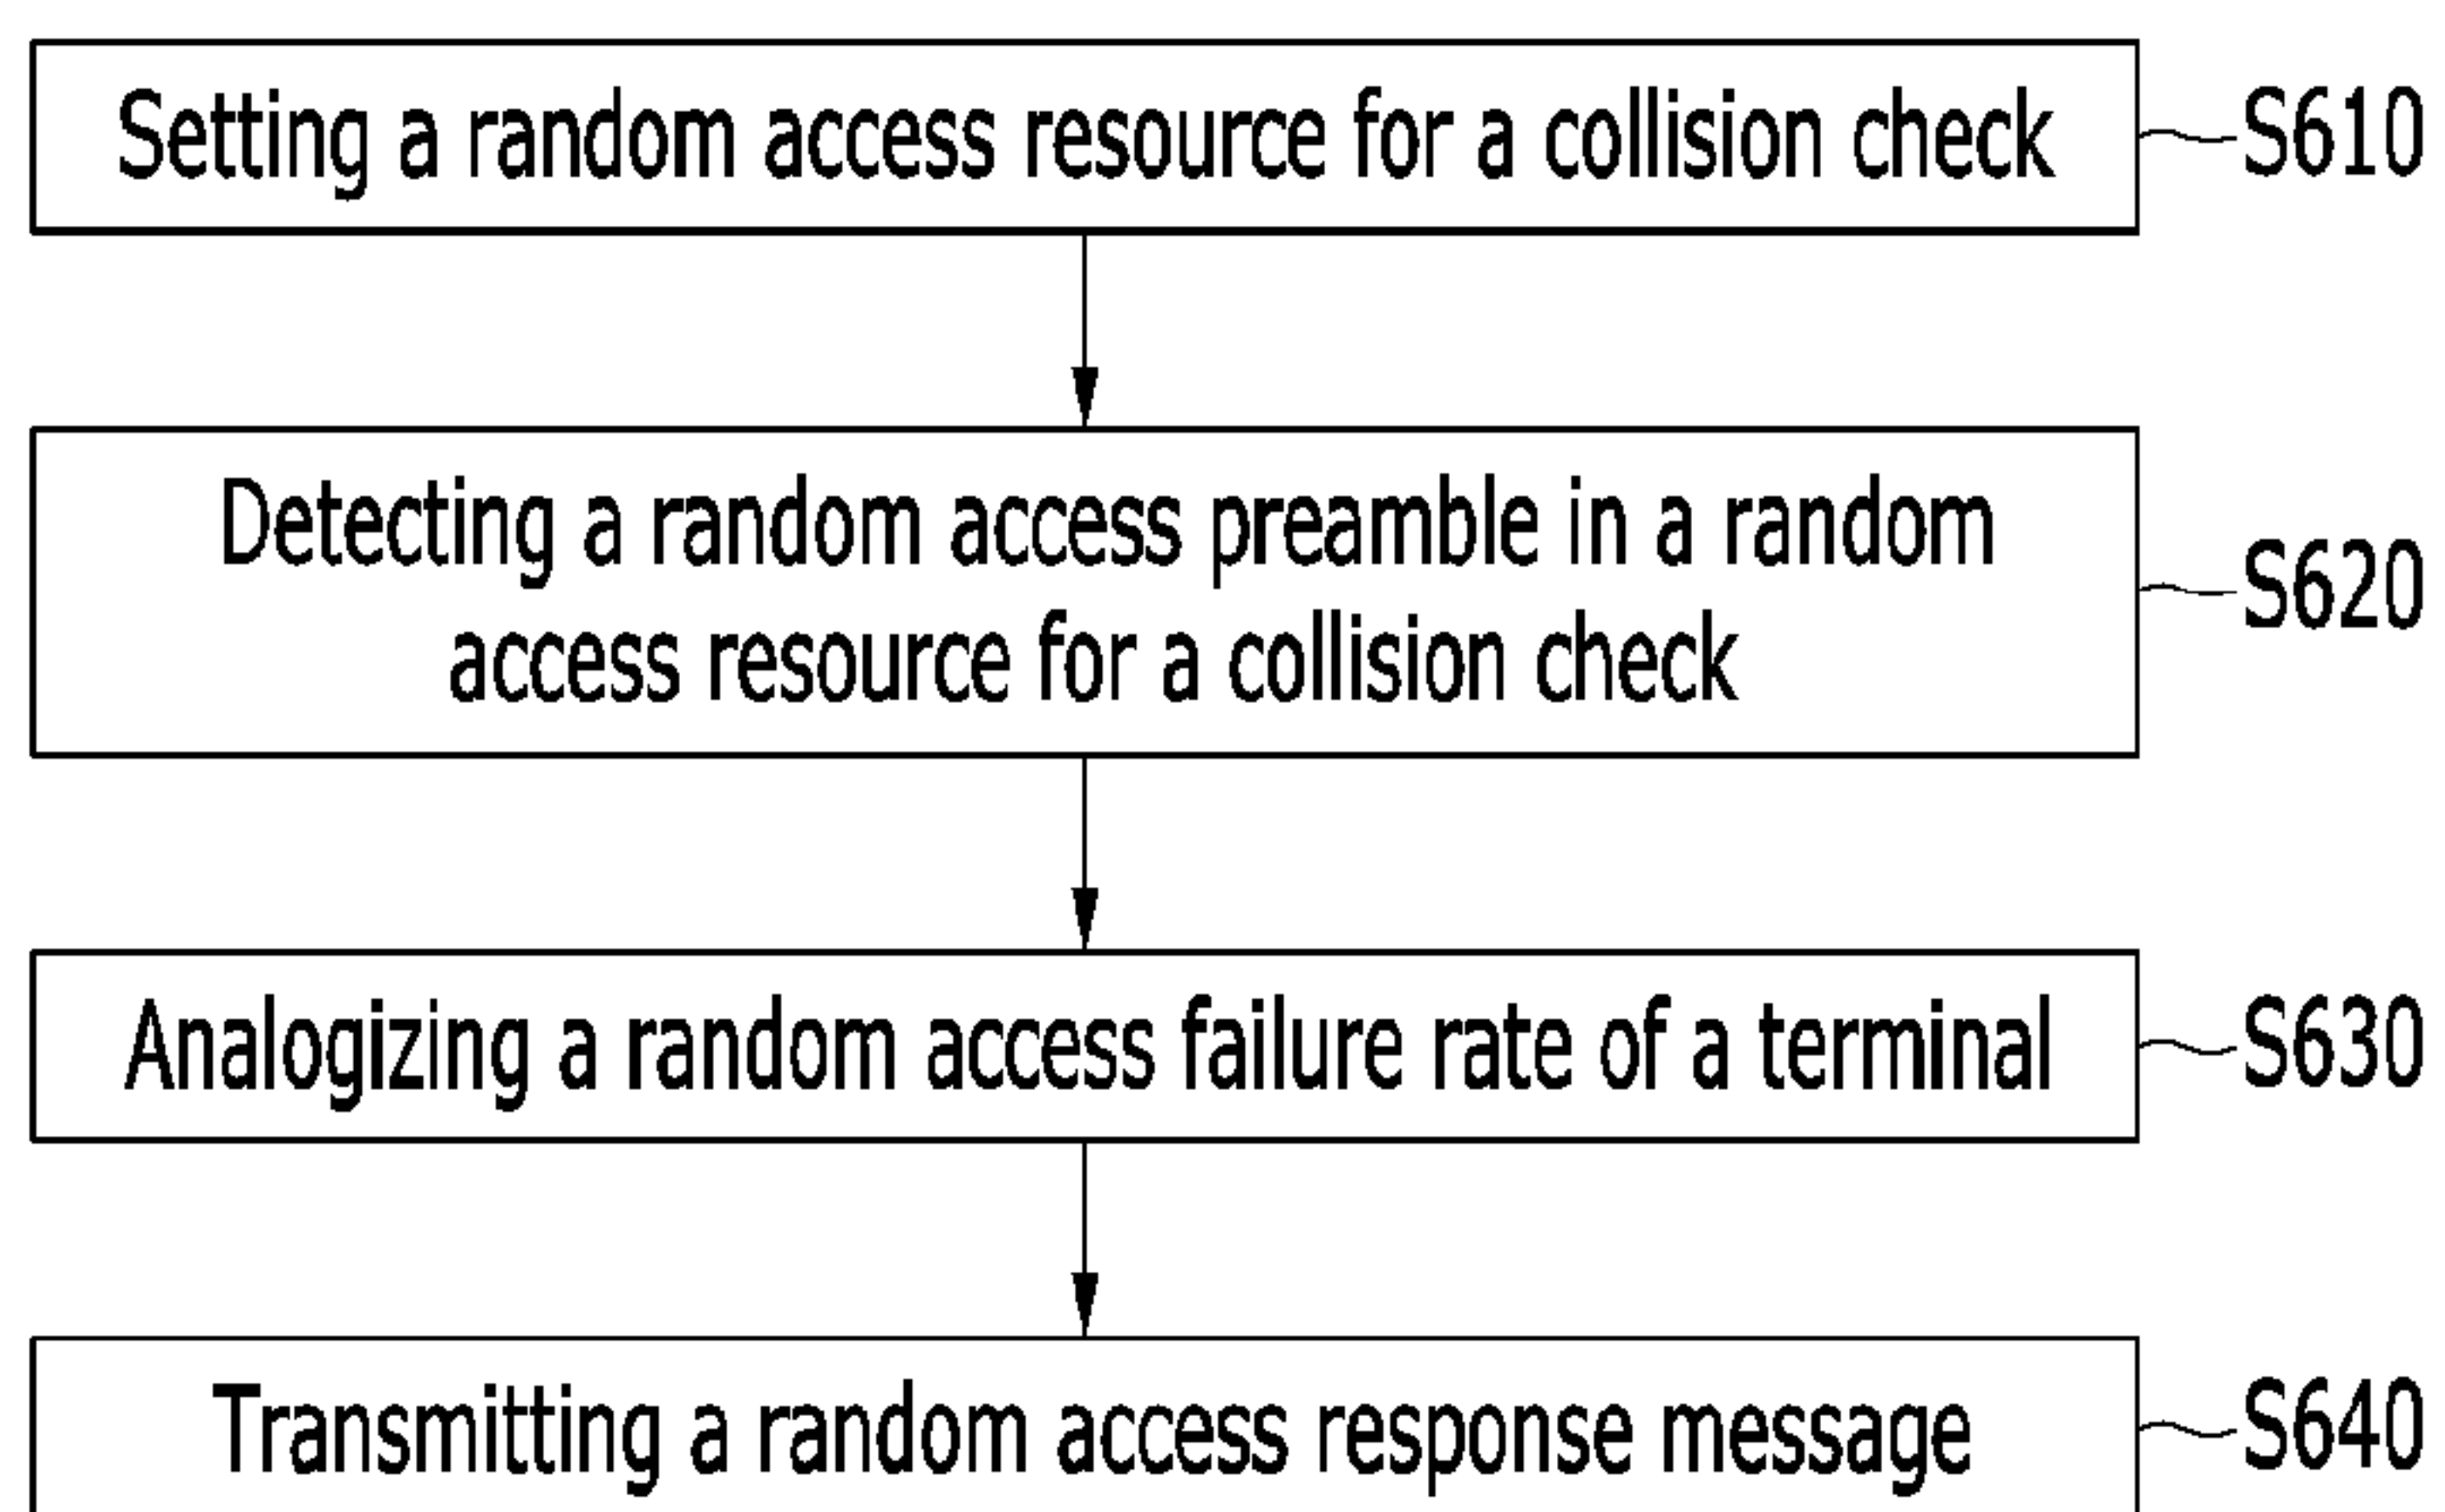 Setting a random access resource for a collision check
S610
Detecting a random access preamble in a random
access resource for a collision check
S620
Analogizing a random access failure rate of a terminal
S630
Transmitting a random access response message
S640